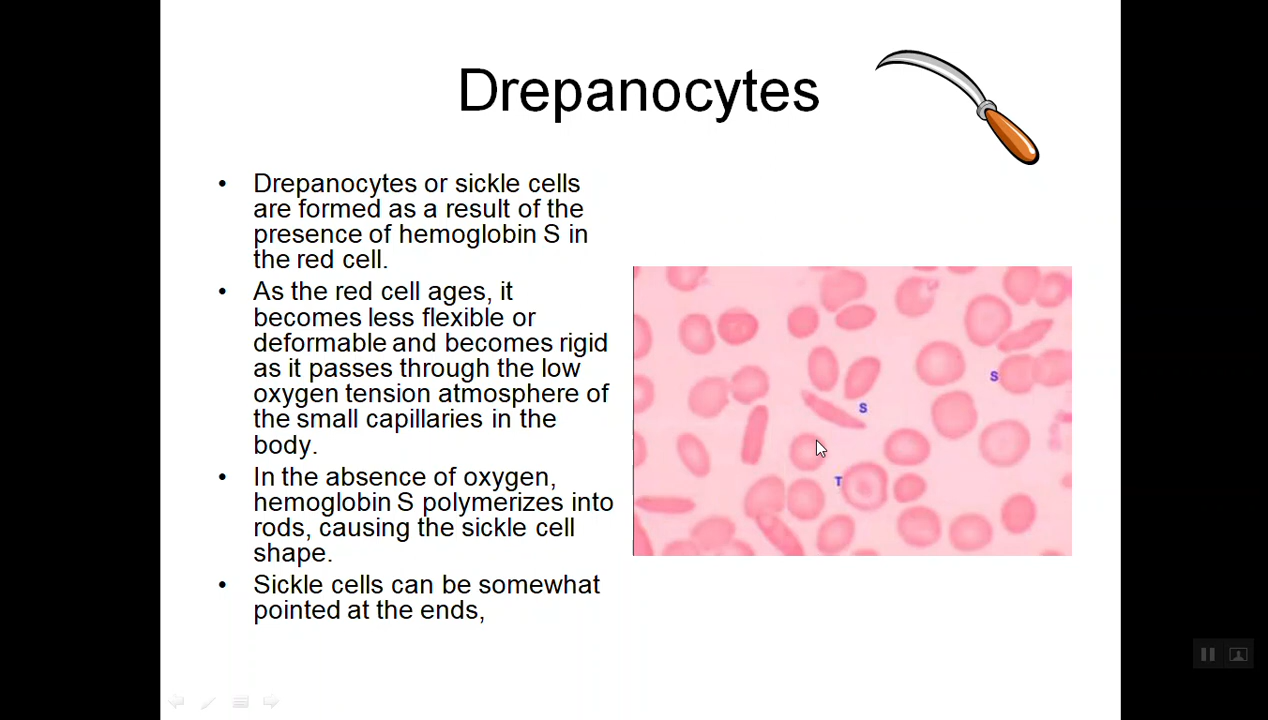 Drepanocytes
• Drepanocytes or sickle cells
are formed as a result of the
presence of hemoglobin S in
the red cell.
• As the red cell ages, it
becomes less flexible or
deformable and becomes rigid
as it passes through the low
oxygen tension atmosphere of
the small capillaries in the
body.
• In the absence of oxygen,
hemoglobin S polymerizes into
rods, causing the sickle cell
shape.
• Sickle cells can be somewhat
pointed at the ends,
S
S
T